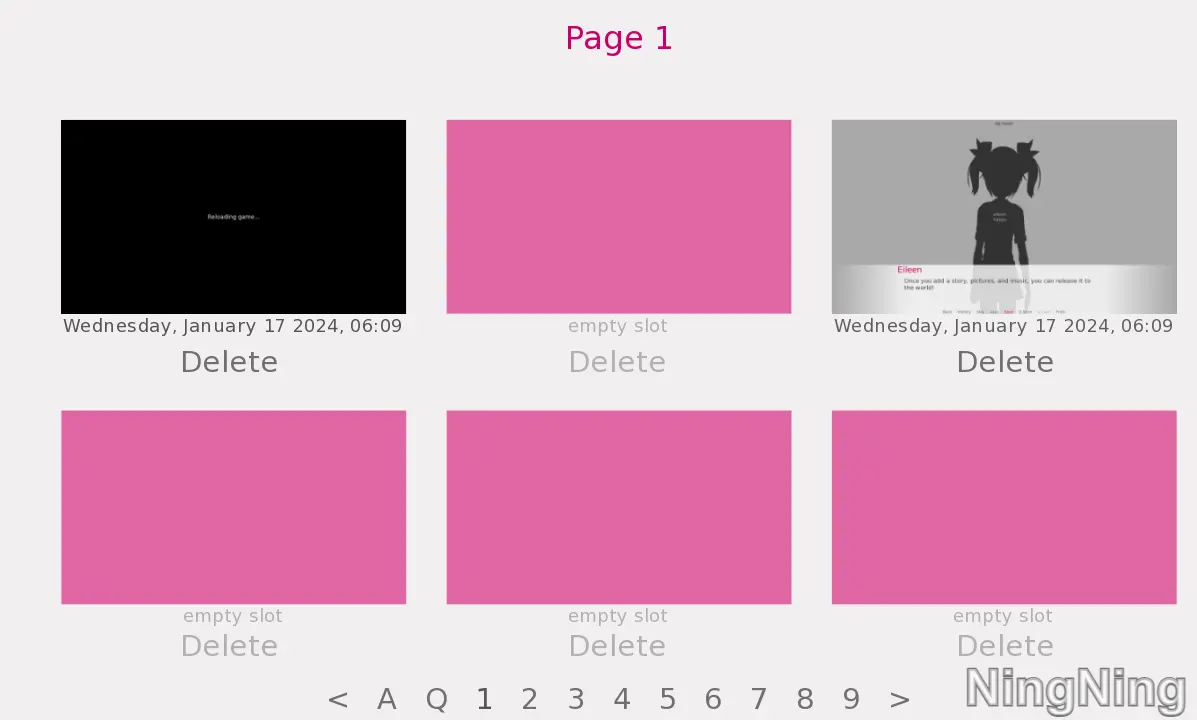 Page 1
Reloading game...
Eileen
Once you add a story, pictures, and music, you can release it to
the world!
Wednesday, January 17 2024, 06:09
empty slot
Wednesday, January 17 2024, 06:09
Delete
Delete
Delete
empty slot
empty slot
empty slot
Delete
Delete
Delete
< A Q 1 2 3 4 5 6 7 8 9 >
NingNing